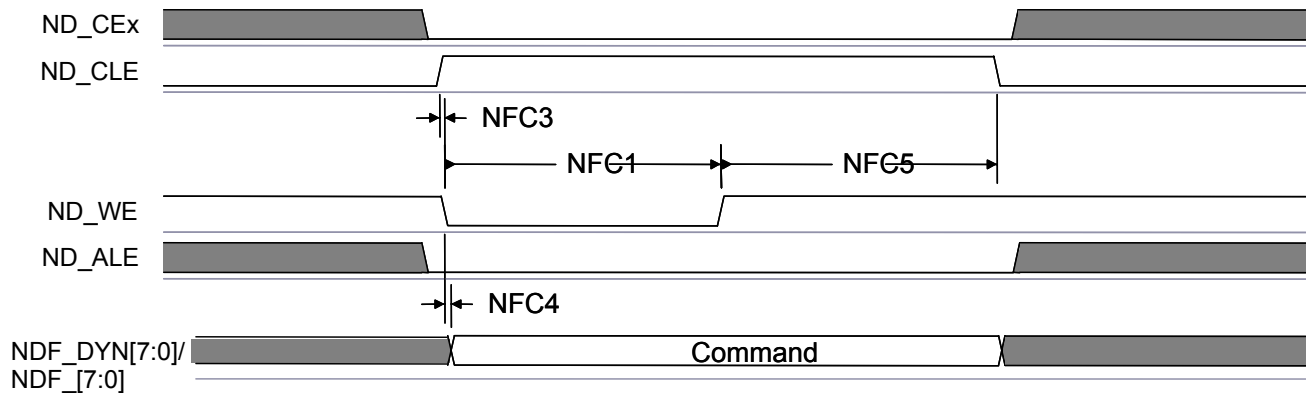 ND_CEx
ND_CLE
NFC3
NFC1 NFC5
ND_WE
ND_ALE
NFC4
NDF_DYN[7:0]/ Command
NDF_[7:0]